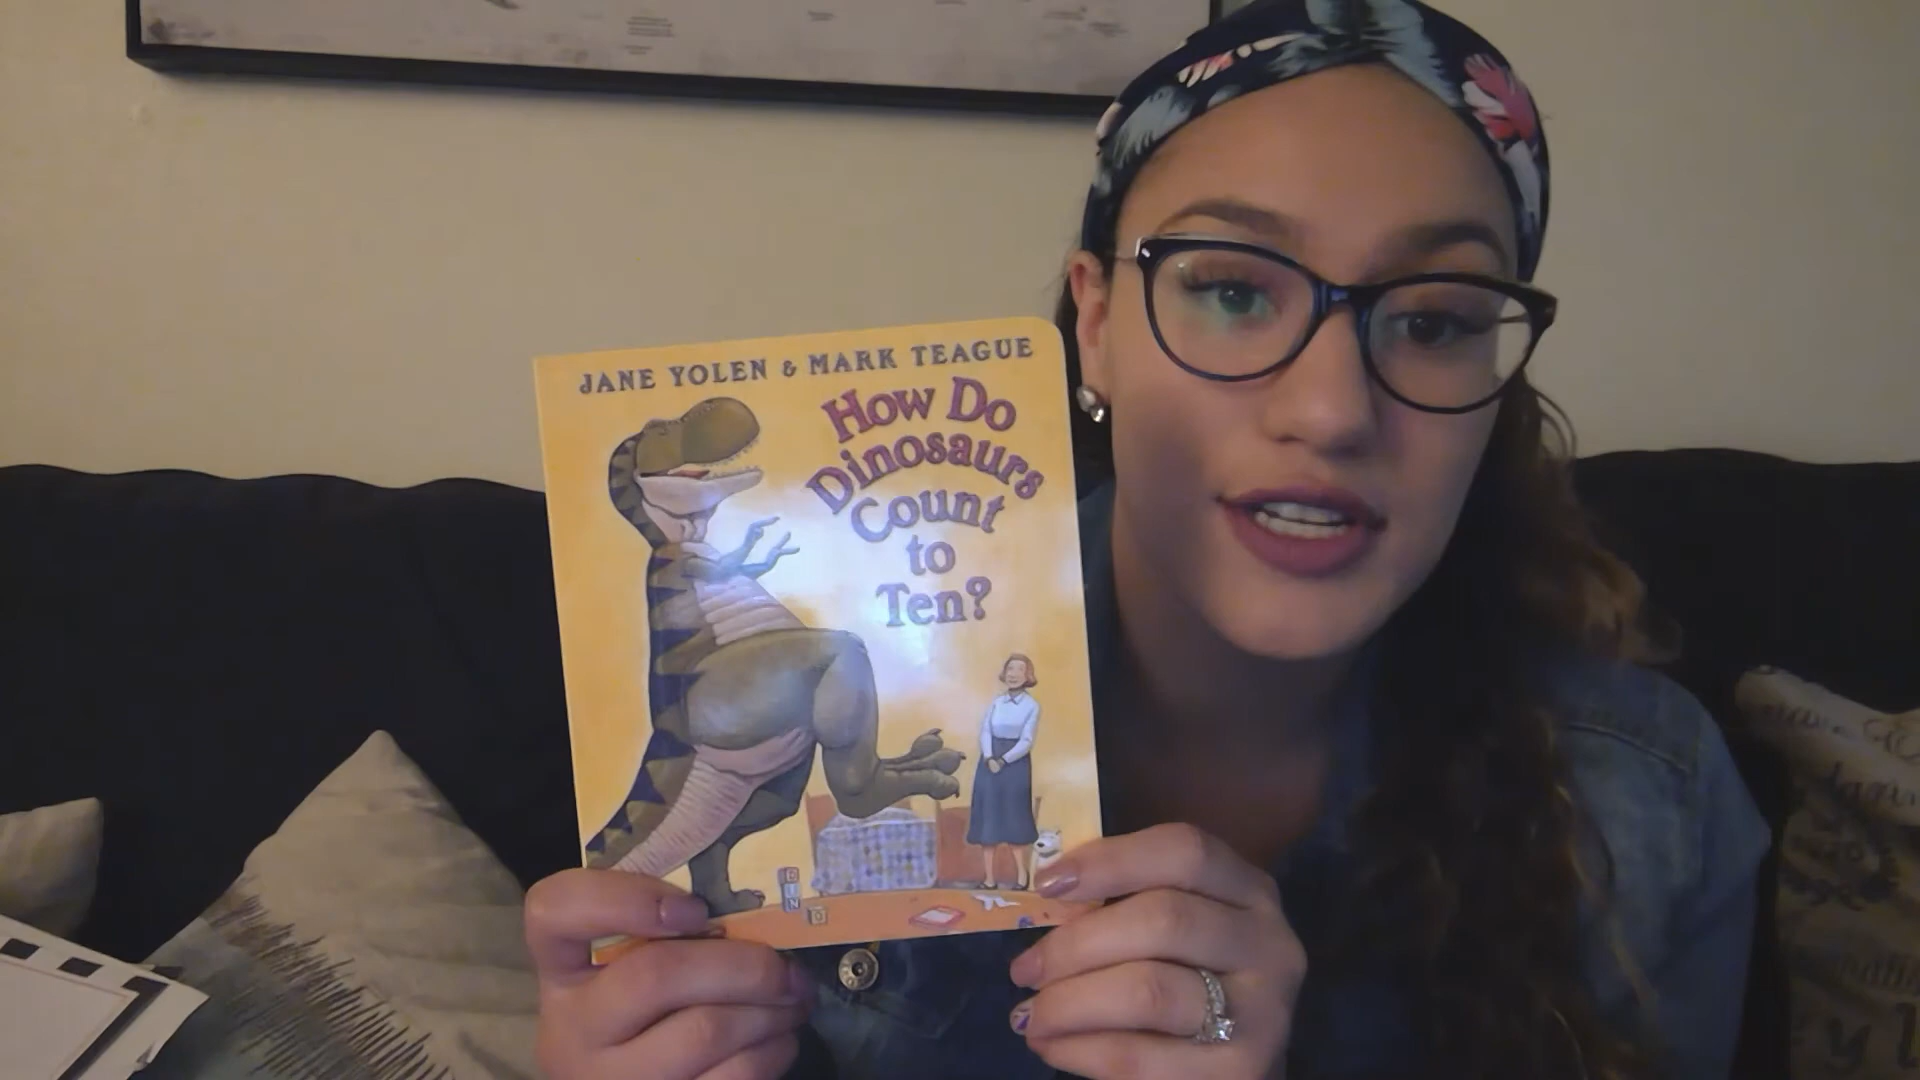 JANE YOLEN & MARK TEAGUE
How Do
Dinosaurs
Count
to
Ten?
D
I
N
O